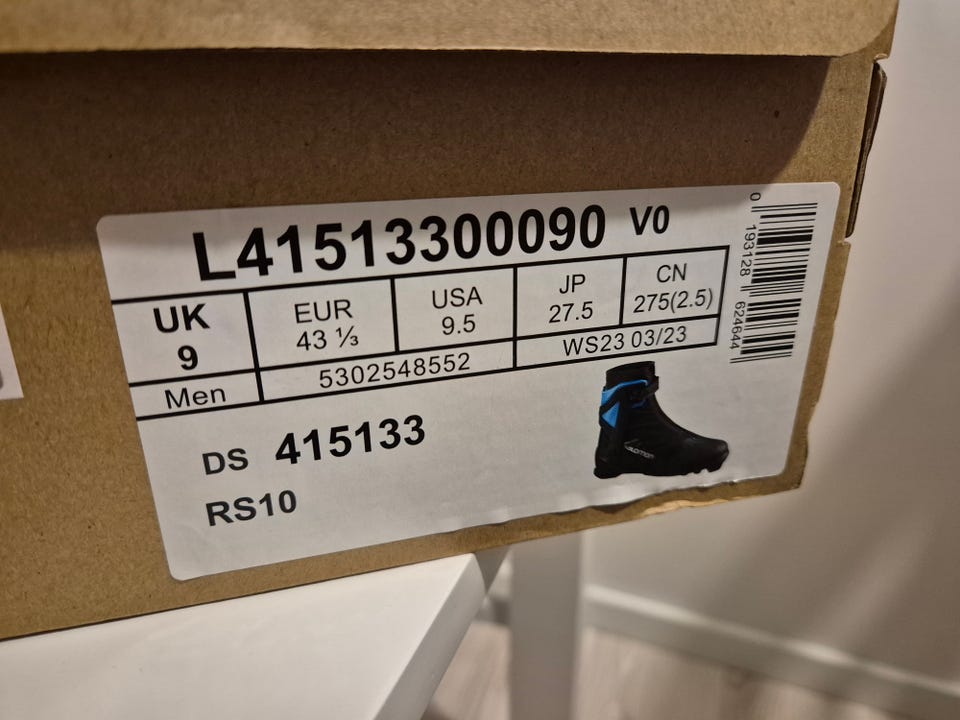 L41513300090 V0
UK EUR USA JP CN
9 43 ⅓ 9.5 27.5 275(2.5)
Men 5302548552 WS23 03/23
DS 415133
RS10
SALOMON
0 193128 624644